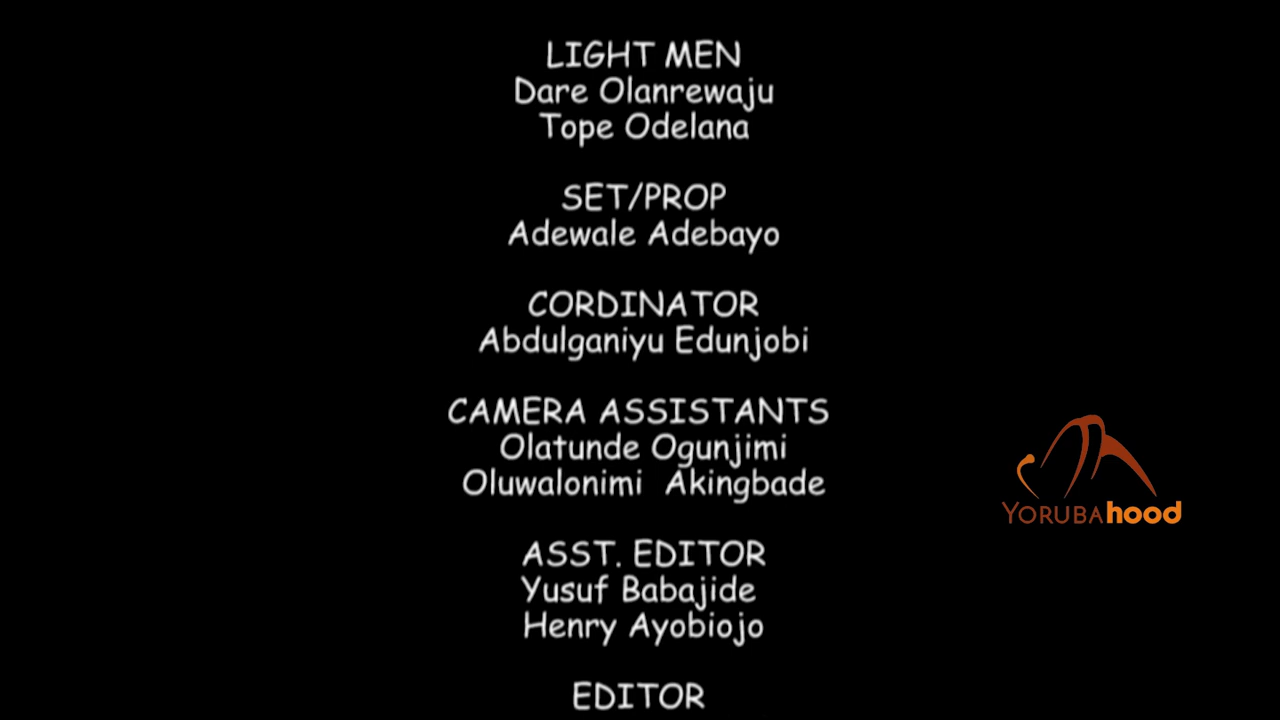 LIGHT MEN
Dare Olanrewaju
Tope Odelana
SET/PROP
Adewale Adebayo
CORDINATOR
Abdulganiyu Edunjobi
CAMERA ASSISTANTS
Olatunde Ogunjimi
Oluwalonimi  Akingbade
ASST. EDITOR
Yusuf Babajide
Henry Ayobiojo
EDITOR
YORUBAhood